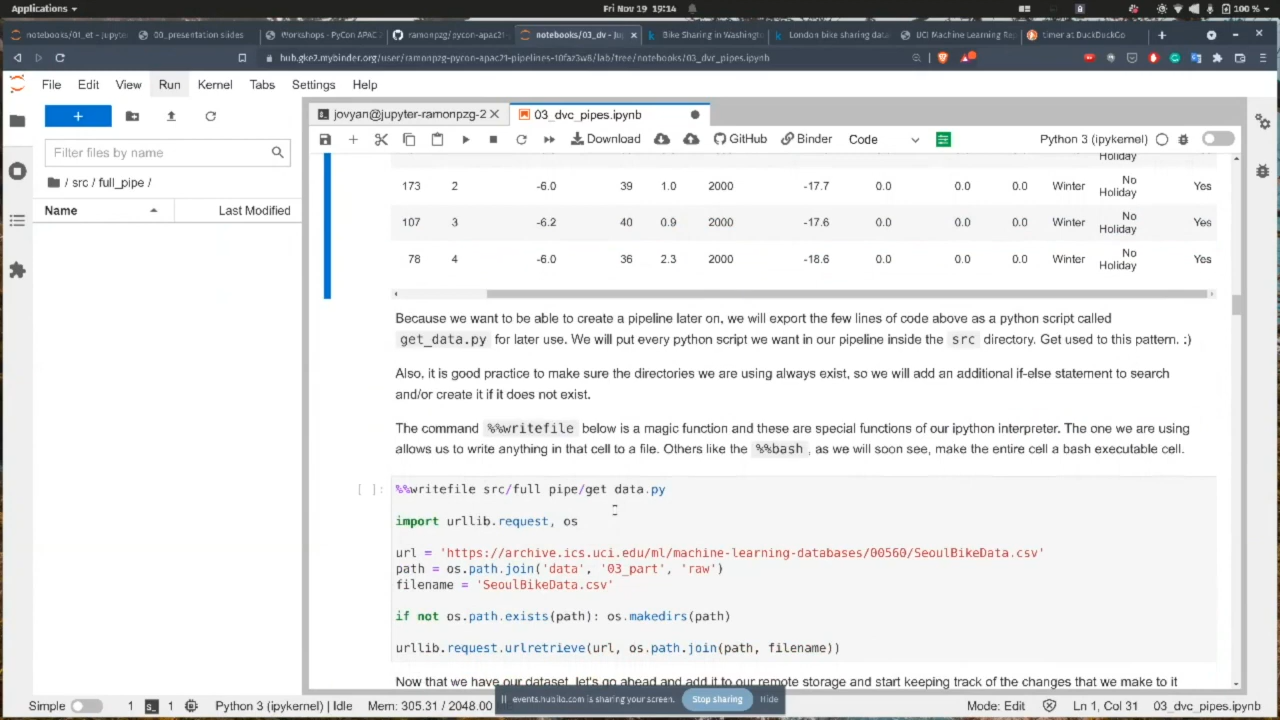 Applications
Fri Nov 19 19:14
100 %
notebooks/01_et - Jupyte
00_presentation slides
Workshops - PyCon APAC
ramonpzg/pycon-apac21
notebooks/03_dv - Ju
Bike Sharing in Washingt
London bike sharing data
UCI Machine Learning Re
timer at DuckDuckGo
hub.gke2.mybinder.org/user/ramonpzg-pycon-apac21-pipelines-10faz3w8/lab/tree/notebooks/03_dvc_pipes.ipynb
File Edit View Run Kernel Tabs Settings Help
jovyan@jupyter-ramonpzg-2
03_dvc_pipes.ipynb
Download
GitHub
Binder
Code
Python 3 (ipykernel)
Filter files by name
/ src / full_pipe /
Name
Last Modified
Holiday
173 2 -6.0 39 1.0 2000 -17.7 0.0 0.0 0.0 Winter No Holiday Yes
107 3 -6.2 40 0.9 2000 -17.6 0.0 0.0 0.0 Winter No Holiday Yes
78 4 -6.0 36 2.3 2000 -18.6 0.0 0.0 0.0 Winter No Holiday Yes
Because we want to be able to create a pipeline later on, we will export the few lines of code above as a python script called
get_data.py for later use. We will put every python script we want in our pipeline inside the src directory. Get used to this pattern. :)
Also, it is good practice to make sure the directories we are using always exist, so we will add an additional if-else statement to search
and/or create it if it does not exist.
The command %%writefile below is a magic function and these are special functions of our ipython interpreter. The one we are using
allows us to write anything in that cell to a file. Others like the %%bash , as we will soon see, make the entire cell a bash executable cell.
[ ]: %%writefile src/full_pipe/get_data.py
import urllib.request, os
url = 'https://archive.ics.uci.edu/ml/machine-learning-databases/00560/SeoulBikeData.csv'
path = os.path.join('data', '03_part', 'raw')
filename = 'SeoulBikeData.csv'
if not os.path.exists(path): os.makedirs(path)
urllib.request.urlretrieve(url, os.path.join(path, filename))
Now that we have our dataset, let's go ahead and add it to our remote storage and start keeping track of the changes that we make to it
events.hubilo.com is sharing your screen.
Stop sharing
Hide
Simple
1
1
Python 3 (ipykernel) | Idle
Mem: 305.31 / 2048.00
Mode: Edit
Ln 1, Col 31
03_dvc_pipes.ipynb